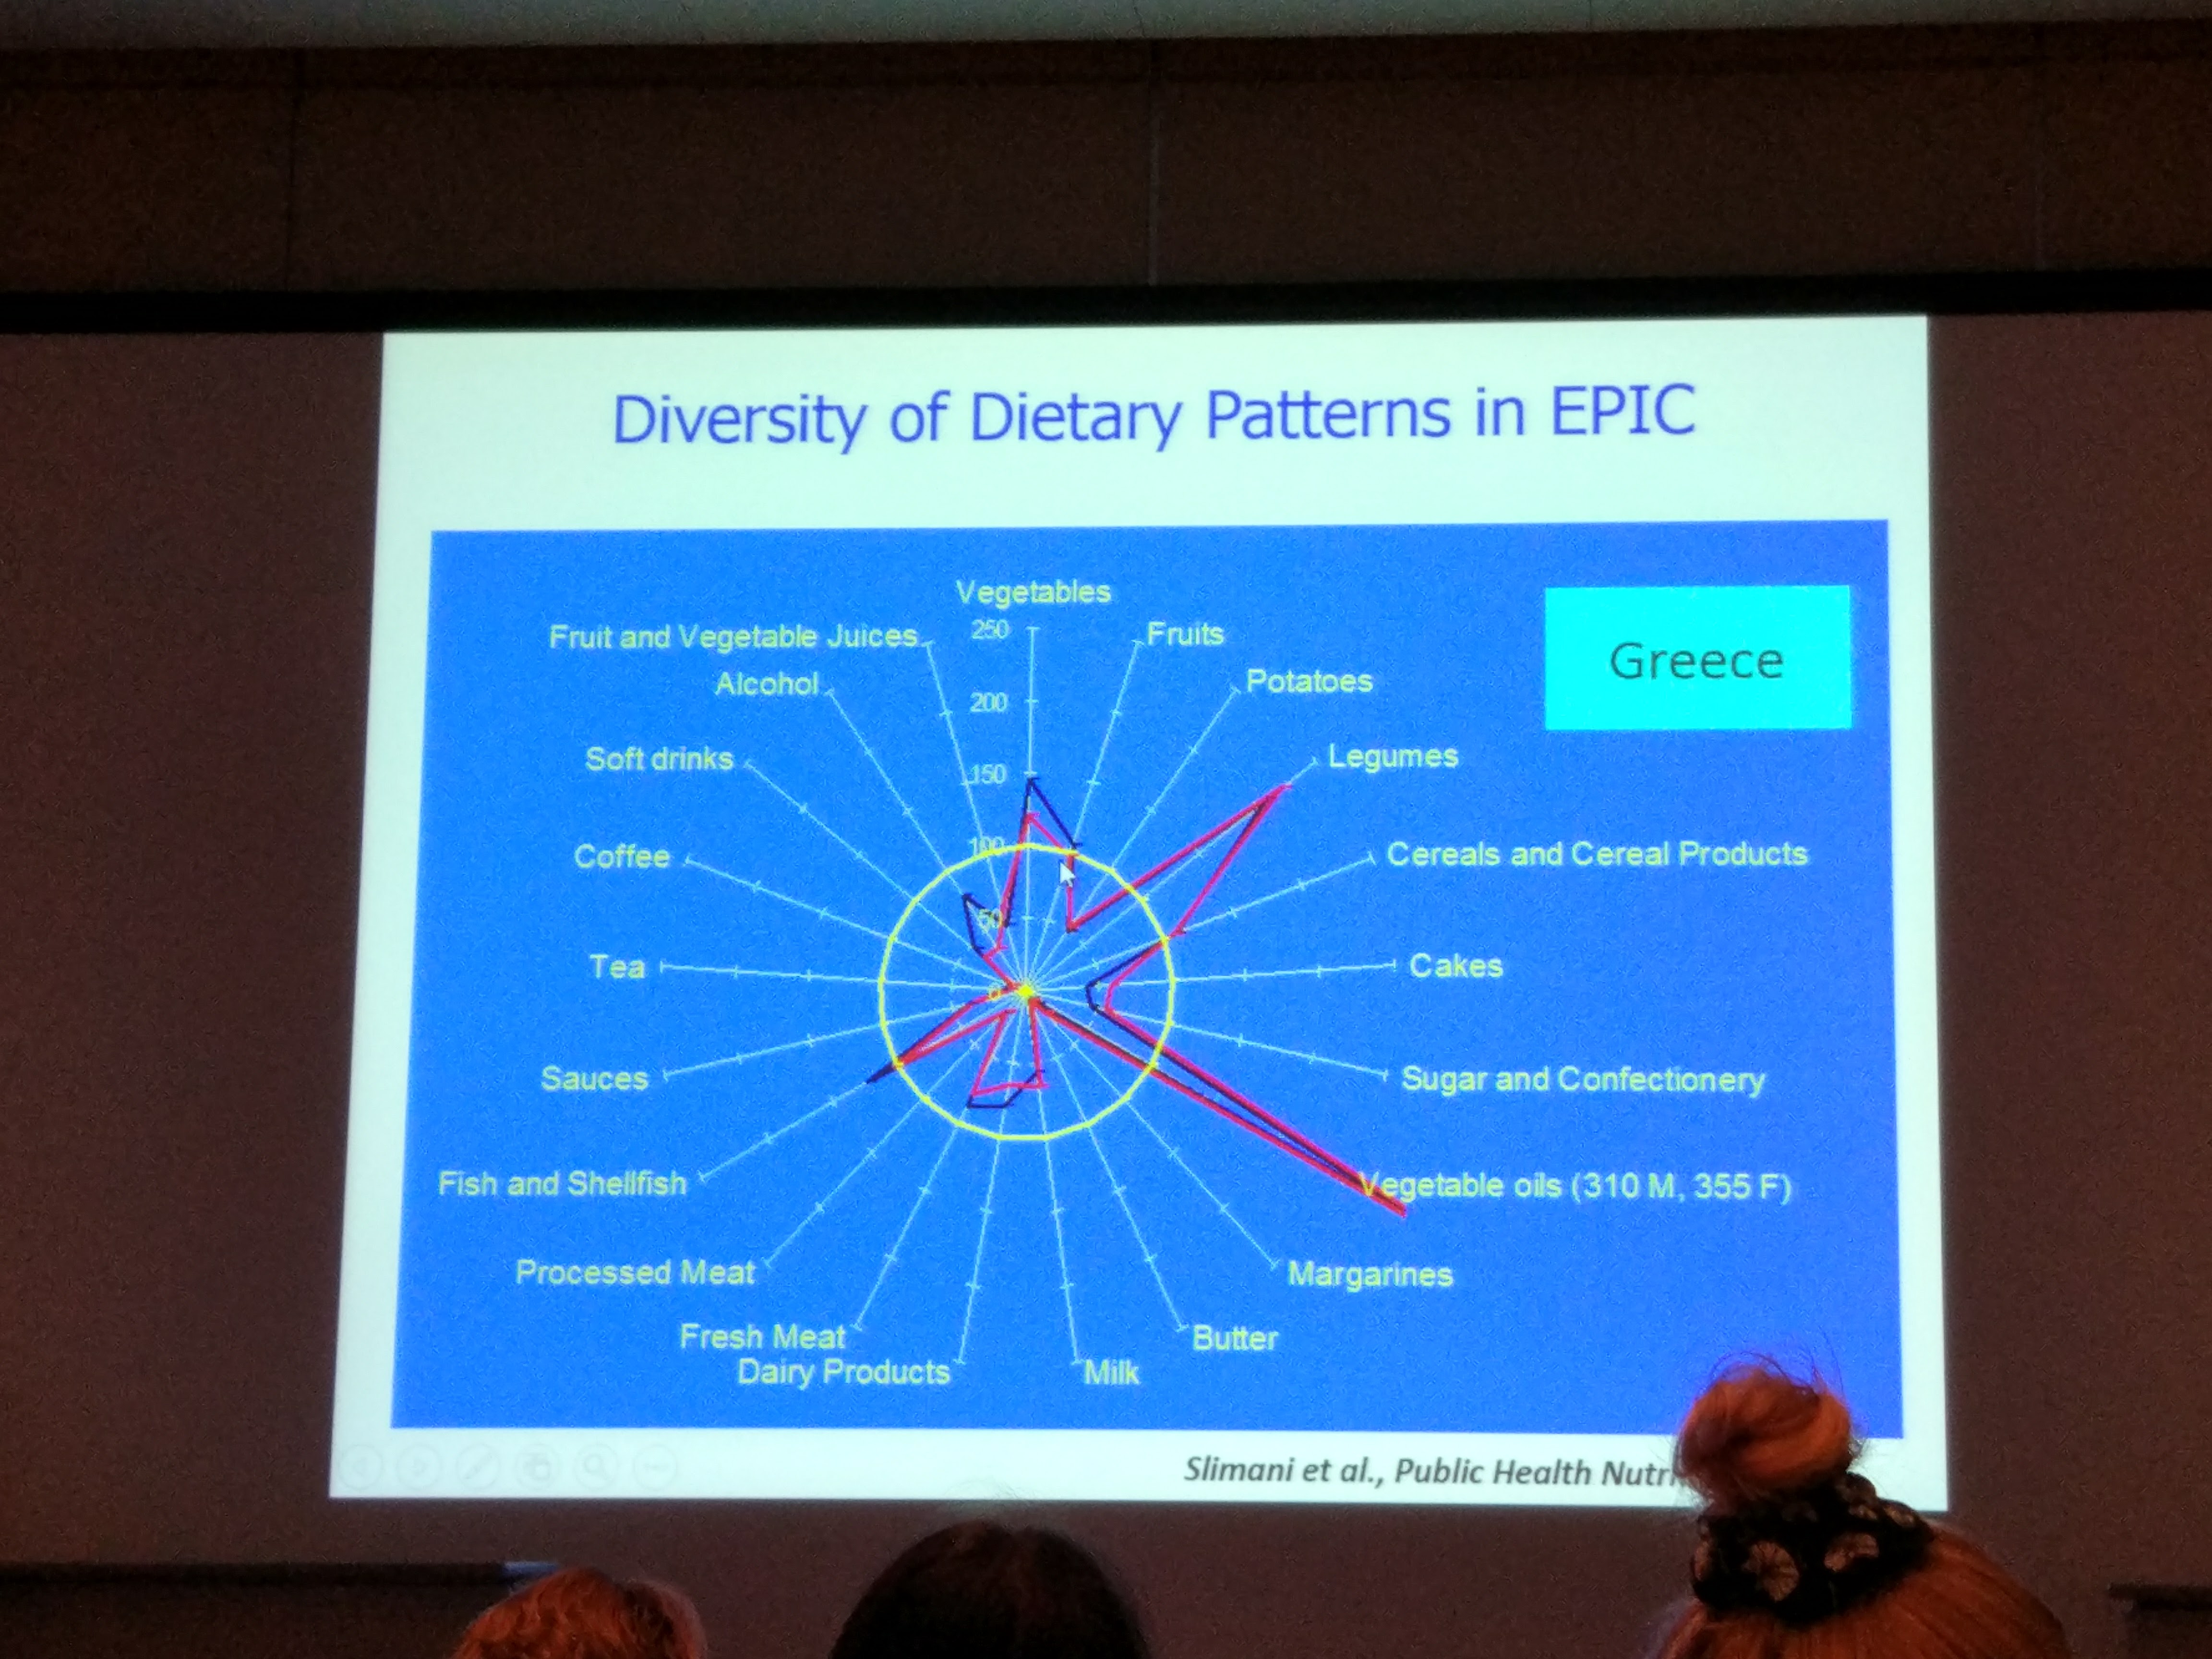 Diversity of Dietary Patterns in EPIC
Greece
Vegetables
250
200
150
100
50
0
Fruits
Potatoes
Legumes
Cereals and Cereal Products
Cakes
Sugar and Confectionery
Vegetable oils (310 M, 355 F)
Margarines
Butter
Milk
Dairy Products
Fresh Meat
Processed Meat
Fish and Shellfish
Sauces
Tea
Coffee
Soft drinks
Alcohol
Fruit and Vegetable Juices
Slimani et al., Public Health